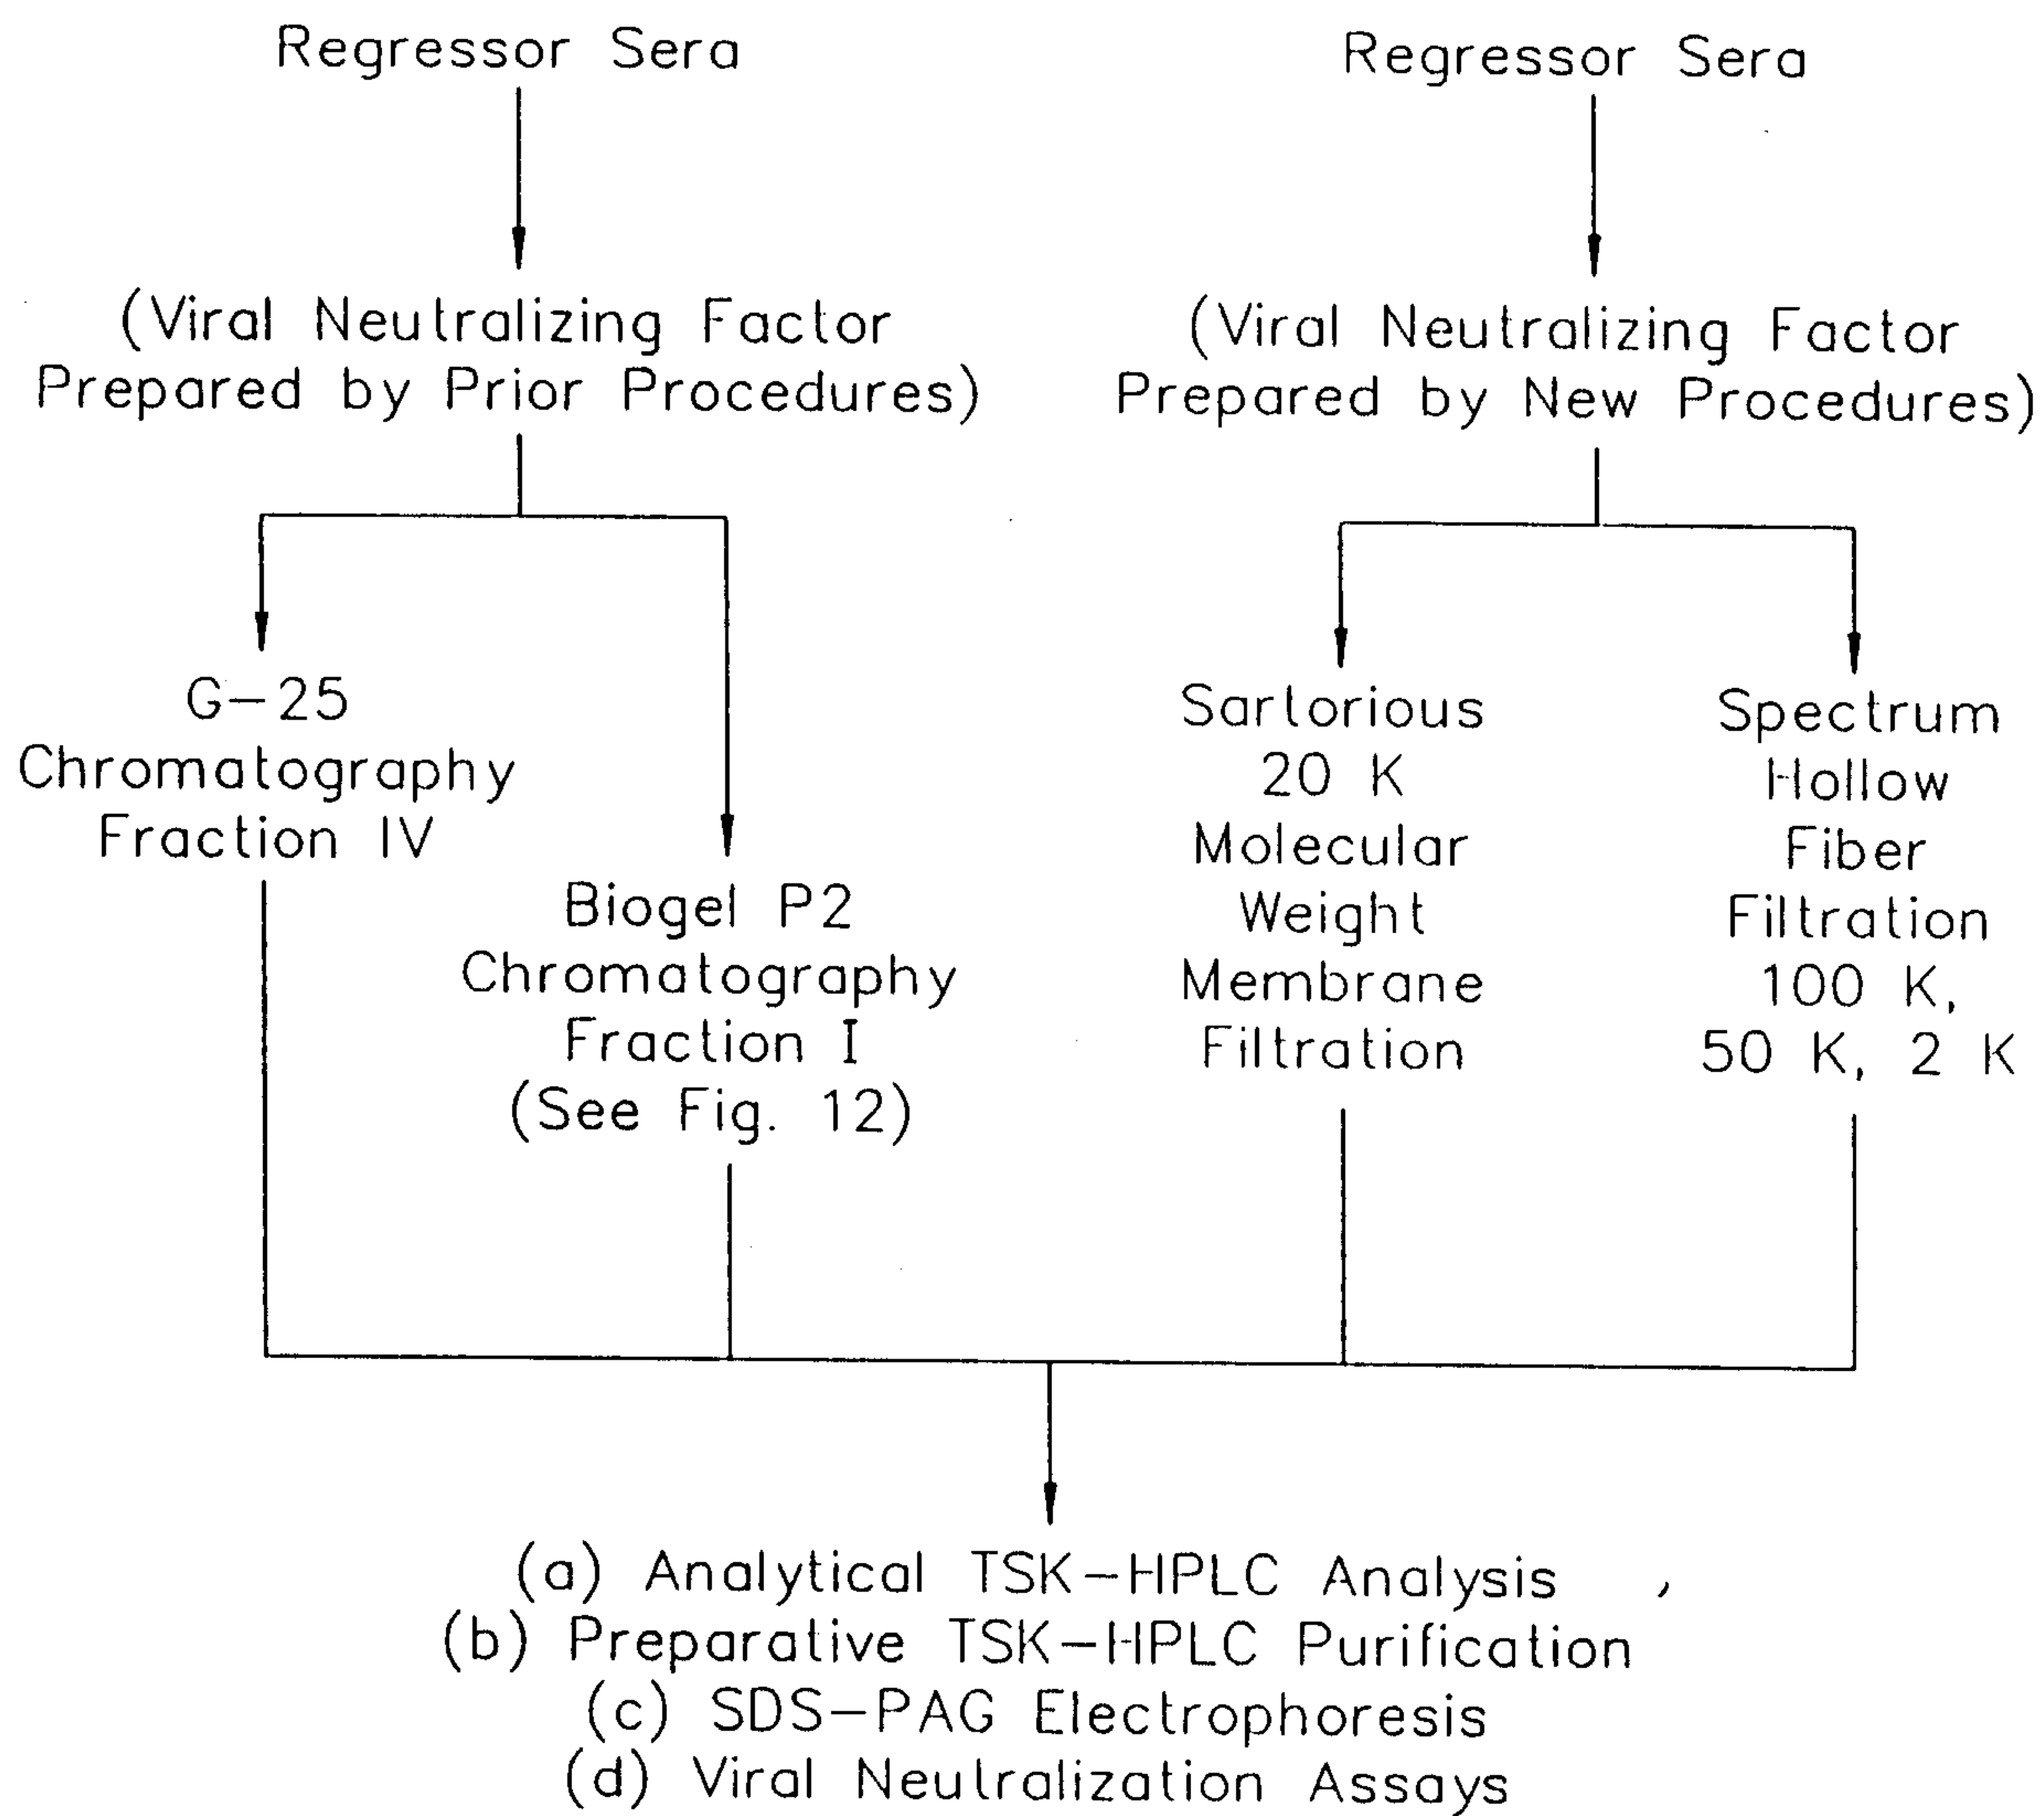 Regressor Sera
Regressor Sera
(Viral Neutralizing Factor
Prepared by Prior Procedures)
(Viral Neutralizing Factor
Prepared by New Procedures)
G-25
Chromatography
Fraction IV
Biogel P2
Chromatography
Fraction I
(See Fig. 12)
Sartorious
20 K
Molecular
Weight
Membrane
Filtration
Spectrum
Hollow
Fiber
Filtration
100 K,
50 K, 2 K
(a) Analytical TSK-HPLC Analysis
(b) Preparative TSK-HPLC Purification
(c) SDS-PAG Electrophoresis
(d) Viral Neutralization Assays